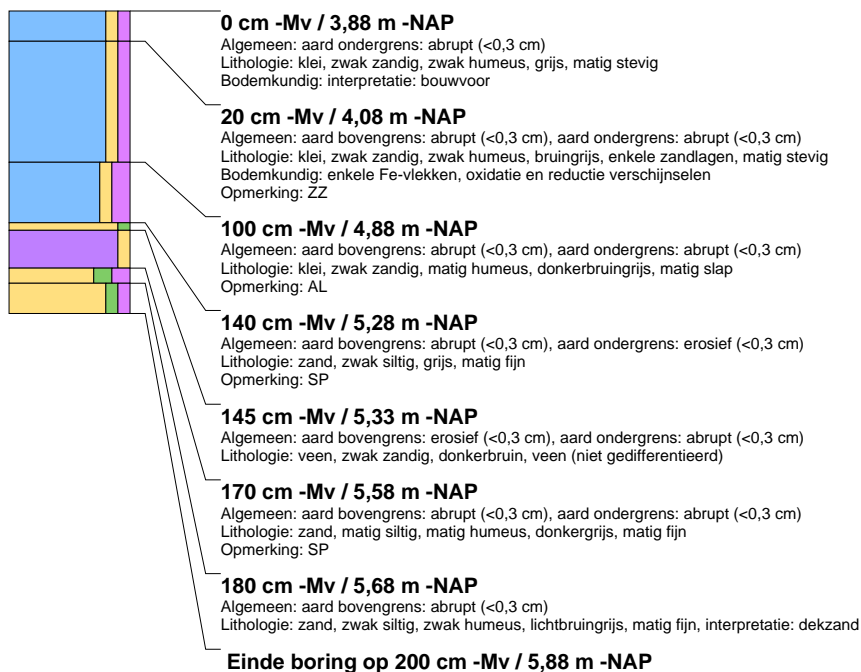 0 cm -Mv / 3,88 m -NAP
Algemeen: aard ondergrens: abrupt (<0,3 cm)
Lithologie: klei, zwak zandig, zwak humeus, grijs, matig stevig
Bodemkundig: interpretatie: bouwvoor
20 cm -Mv / 4,08 m -NAP
Algemeen: aard bovengrens: abrupt (<0,3 cm), aard ondergrens: abrupt (<0,3 cm)
Lithologie: klei, zwak zandig, zwak humeus, bruingrijs, enkele zandlagen, matig stevig
Bodemkundig: enkele Fe-vlekken, oxidatie en reductie verschijnselen
Opmerking: ZZ
100 cm -Mv / 4,88 m -NAP
Algemeen: aard bovengrens: abrupt (<0,3 cm), aard ondergrens: abrupt (<0,3 cm)
Lithologie: klei, zwak zandig, matig humeus, donkerbruingrijs, matig slap
Opmerking: AL
140 cm -Mv / 5,28 m -NAP
Algemeen: aard bovengrens: abrupt (<0,3 cm), aard ondergrens: erosief (<0,3 cm)
Lithologie: zand, zwak siltig, grijs, matig fijn
Opmerking: SP
145 cm -Mv / 5,33 m -NAP
Algemeen: aard bovengrens: erosief (<0,3 cm), aard ondergrens: abrupt (<0,3 cm)
Lithologie: veen, zwak zandig, donkerbruin, veen (niet gedifferentieerd)
170 cm -Mv / 5,58 m -NAP
Algemeen: aard bovengrens: abrupt (<0,3 cm), aard ondergrens: abrupt (<0,3 cm)
Lithologie: zand, matig siltig, matig humeus, donkergrijs, matig fijn
Opmerking: SP
180 cm -Mv / 5,68 m -NAP
Algemeen: aard bovengrens: abrupt (<0,3 cm)
Lithologie: zand, zwak siltig, zwak humeus, lichtbruingrijs, matig fijn, interpretatie: dekzand
Einde boring op 200 cm -Mv / 5,88 m -NAP